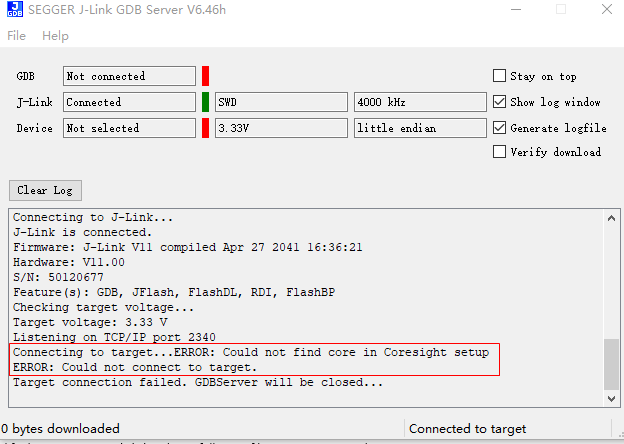 SEGGER J-Link GDB Server V6.46h
File Help
GDB Not connected Stay on top
J-Link Connected SWD 4000 kHz Show log window
Device Not selected 3.33V little endian Generate logfile
Verify download
Clear Log
Connecting to J-Link...
J-Link is connected.
Firmware: J-Link V11 compiled Apr 27 2041 16:36:21
Hardware: V11.00
S/N: 50120677
Feature(s): GDB, JFlash, FlashDL, RDI, FlashBP
Checking target voltage...
Target voltage: 3.33 V
Listening on TCP/IP port 2340
Connecting to target...ERROR: Could not find core in Coresight setup
ERROR: Could not connect to target.
Target connection failed. GDBServer will be closed...
0 bytes downloaded Connected to target